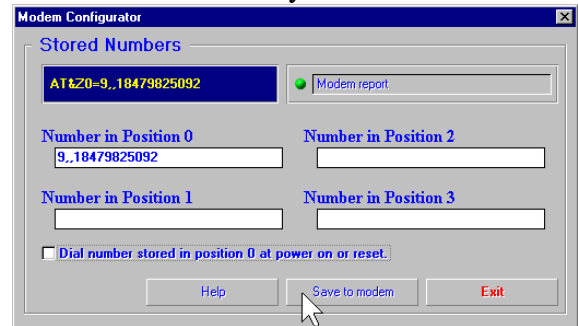 Modem Configurator
Stored Numbers
AT&Z0=9,,18479825092
Modem report
Number in Position 0
9,,18479825092
Number in Position 2
Number in Position 1
Number in Position 3
Dial number stored in position 0 at power on or reset.
Help
Save to modem
Exit